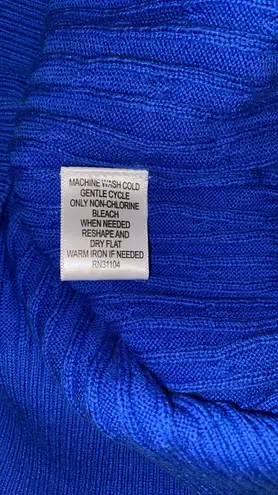 MACHINE WASH COLD
GENTLE CYCLE
ONLY NON-CHLORINE
BLEACH
WHEN NEEDED
RESHAPE AND
DRY FLAT
WARM IRON IF NEEDED
RN31104